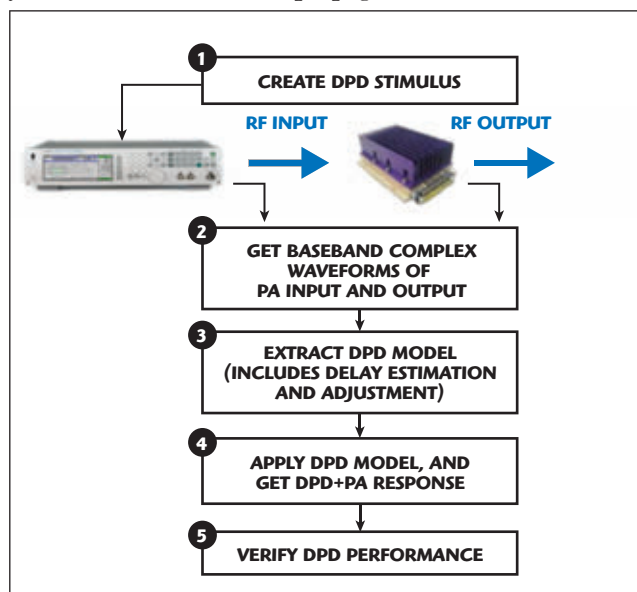 1
CREATE DPD STIMULUS
RF INPUT
RF OUTPUT
2
GET BASEBAND COMPLEX
WAVEFORMS OF
PA INPUT AND OUTPUT
3
EXTRACT DPD MODEL
(INCLUDES DELAY ESTIMATION
AND ADJUSTMENT)
4
APPLY DPD MODEL, AND
GET DPD+PA RESPONSE
5
VERIFY DPD PERFORMANCE